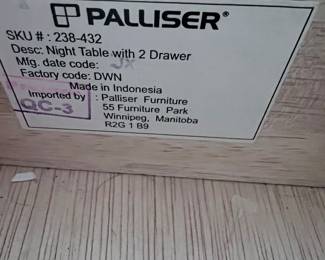 PALLISER®
SKU # : 238-432
Desc: Night Table with 2 Drawer
Mfg. date code: JX
Factory code: DWN
Made in Indonesia
Imported by : Palliser Furniture
55 Furniture Park
Winnipeg, Manitoba
R2G 1 B9
QC-3